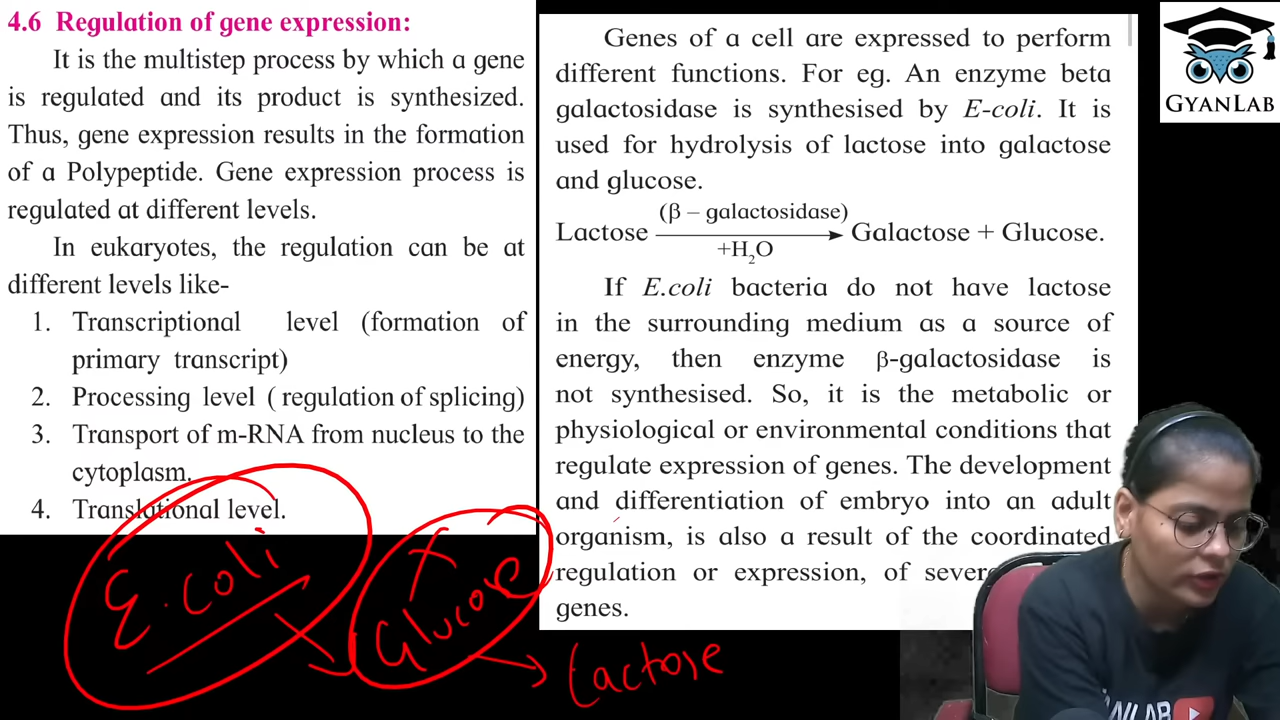 4.6 Regulation of gene expression:
It is the multistep process by which a gene
is regulated and its product is synthesized.
Thus, gene expression results in the formation
of a Polypeptide. Gene expression process is
regulated at different levels.
In eukaryotes, the regulation can be at
different levels like-
1. Transcriptional level (formation of
primary transcript)
2. Processing level ( regulation of splicing)
3. Transport of m-RNA from nucleus to the
cytoplasm.
4. Translational level.
E.coli
Glucose
Lactose
Genes of a cell are expressed to perform
different functions. For eg. An enzyme beta
galactosidase is synthesised by E-coli. It is
used for hydrolysis of lactose into galactose
and glucose.
(β – galactosidase)
Lactose → Galactose + Glucose.
+H₂O
If E.coli bacteria do not have lactose
in the surrounding medium as a source of
energy, then enzyme β-galactosidase is
not synthesised. So, it is the metabolic or
physiological or environmental conditions that
regulate expression of genes. The development
and differentiation of embryo into an adult
organism, is also a result of the coordinated
regulation or expression, of
genes.
GYANLAB